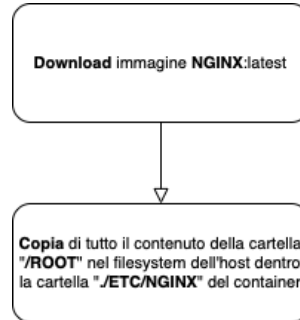 Download immagine NGINX:latest
Copia di tutto il contenuto della cartella
"/ROOT" nel filesystem dell'host dentro
la cartella "./ETC/NGINX" del container